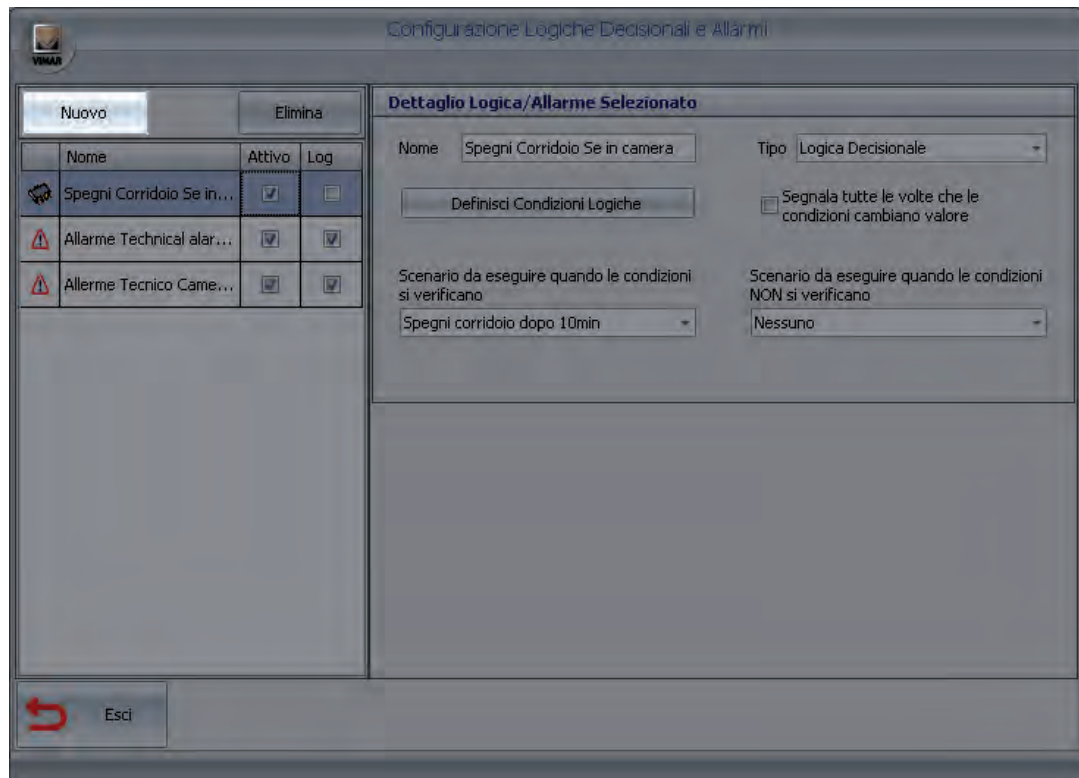 Configurazione Logiche Decisionali e Allarmi
VIMAR
Nuovo
Elimina
Nome Attivo Log
Spegni Corridoio Se in...
Allarme Technical alar...
Allerme Tecnico Came...
Dettaglio Logica/Allarme Selezionato
Nome Spegni Corridoio Se in camera
Tipo Logica Decisionale
Definisci Condizioni Logiche
Segnala tutte le volte che le
condizioni cambiano valore
Scenario da eseguire quando le condizioni
si verificano
Spegni corridoio dopo 10min
Scenario da eseguire quando le condizioni
NON si verificano
Nessuno
Esci